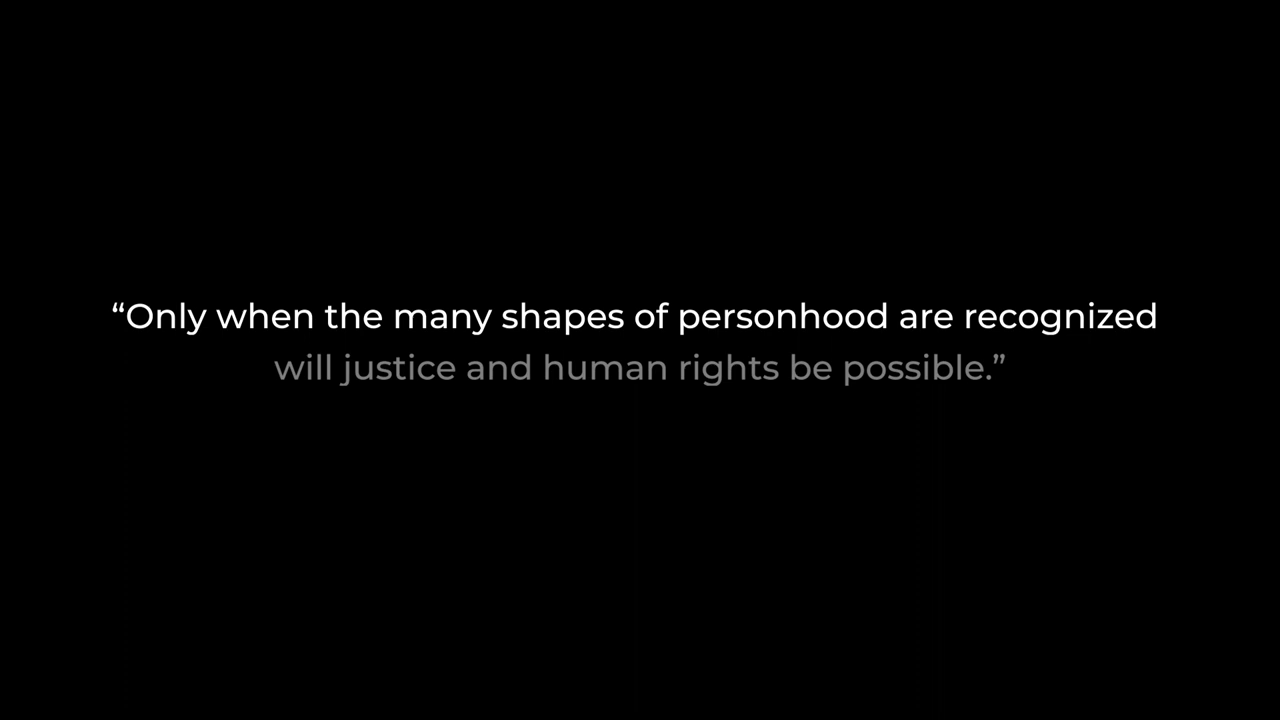 “Only when the many shapes of personhood are recognized
will justice and human rights be possible.”